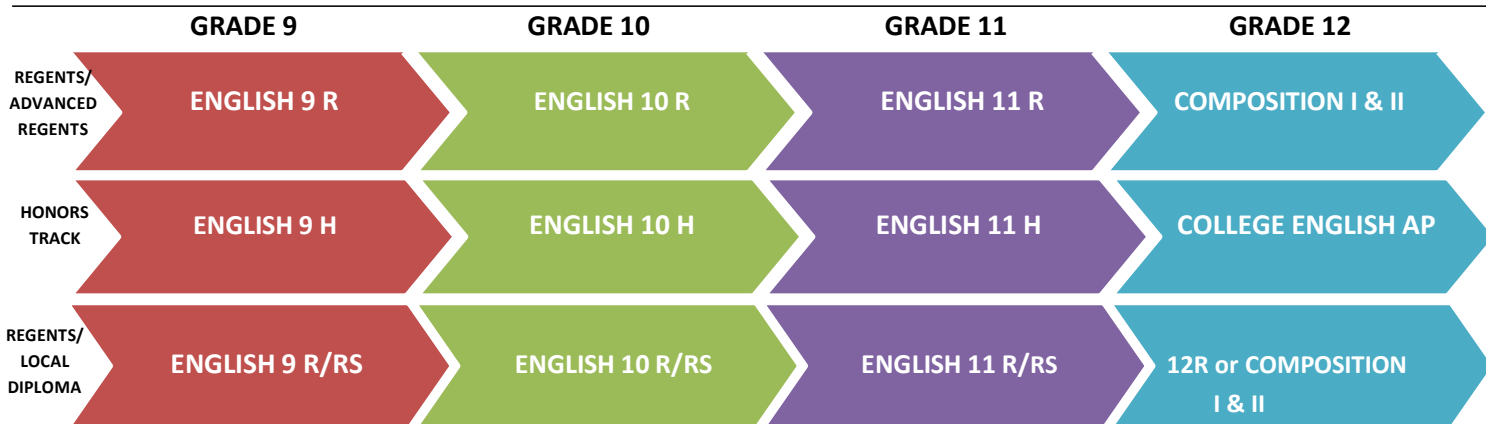 GRADE 9 GRADE 10 GRADE 11 GRADE 12
REGENTS/
ADVANCED
REGENTS
ENGLISH 9 R
ENGLISH 10 R
ENGLISH 11 R
COMPOSITION I & II
HONORS
TRACK
ENGLISH 9 H
ENGLISH 10 H
ENGLISH 11 H
COLLEGE ENGLISH AP
REGENTS/
LOCAL
DIPLOMA
ENGLISH 9 R/RS
ENGLISH 10 R/RS
ENGLISH 11 R/RS
12R or COMPOSITION
I & II